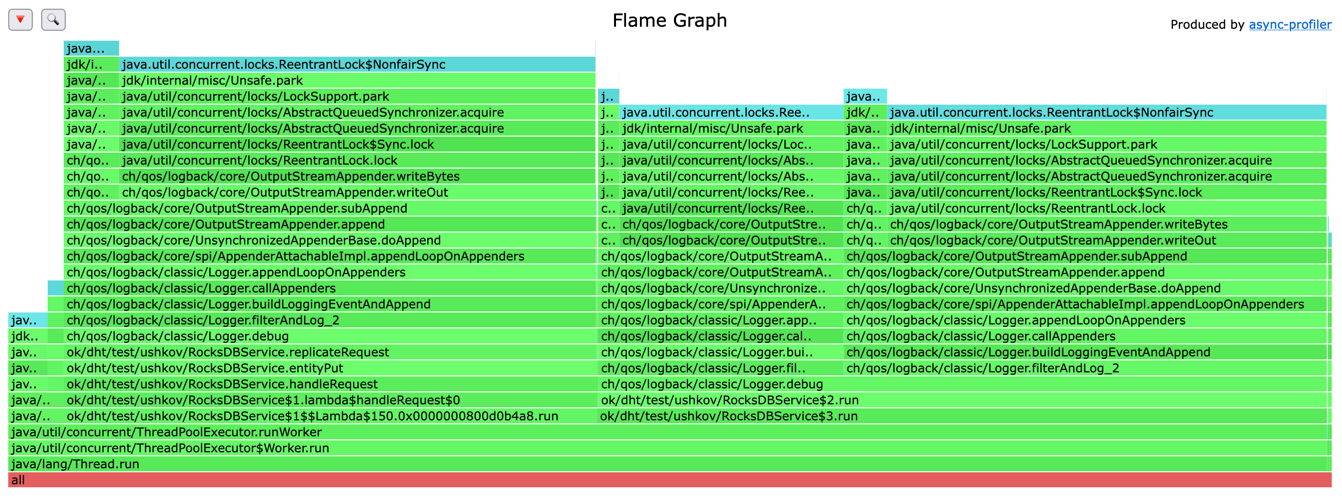 Flame Graph
Produced by async-profiler
java...
jdk/i.. java.util.concurrent.locks.ReentrantLock$NonfairSync
java/.. jdk/internal/misc/Unsafe.park
java/.. java/util/concurrent/locks/LockSupport.park j.. java..
java/.. java/util/concurrent/locks/AbstractQueuedSynchronizer.acquire j.. java.util.concurrent.locks.Ree.. jdk/.. java.util.concurrent.locks.ReentrantLock$NonfairSync
java/.. java/util/concurrent/locks/AbstractQueuedSynchronizer.acquire j.. jdk/internal/misc/Unsafe.park java.. jdk/internal/misc/Unsafe.park
java/.. java/util/concurrent/locks/ReentrantLock$Sync.lock j.. java/util/concurrent/locks/Loc.. java.. java/util/concurrent/locks/LockSupport.park
ch/qo.. java/util/concurrent/locks/ReentrantLock.lock j.. java/util/concurrent/locks/Abs.. java.. java/util/concurrent/locks/AbstractQueuedSynchronizer.acquire
ch/qo.. ch/qos/logback/core/OutputStreamAppender.writeBytes j.. java/util/concurrent/locks/Abs.. java.. java/util/concurrent/locks/AbstractQueuedSynchronizer.acquire
ch/qo.. ch/qos/logback/core/OutputStreamAppender.writeOut j.. java/util/concurrent/locks/Ree.. java.. java/util/concurrent/locks/ReentrantLock$Sync.lock
ch/qos/logback/core/OutputStreamAppender.subAppend c.. java/util/concurrent/locks/Ree.. ch/q.. java/util/concurrent/locks/ReentrantLock.lock
ch/qos/logback/core/OutputStreamAppender.append c.. ch/qos/logback/core/OutputStre.. ch/q.. ch/qos/logback/core/OutputStreamAppender.writeBytes
ch/qos/logback/core/UnsynchronizedAppenderBase.doAppend c.. ch/qos/logback/core/OutputStre.. ch/q.. ch/qos/logback/core/OutputStreamAppender.writeOut
ch/qos/logback/core/spi/AppenderAttachableImpl.appendLoopOnAppenders ch/qos/logback/core/OutputStreamA.. ch/qos/logback/core/OutputStreamAppender.subAppend
ch/qos/logback/classic/Logger.appendLoopOnAppenders ch/qos/logback/core/OutputStreamA.. ch/qos/logback/core/OutputStreamAppender.append
ch/qos/logback/classic/Logger.callAppenders ch/qos/logback/core/Unsynchronize.. ch/qos/logback/core/UnsynchronizedAppenderBase.doAppend
ch/qos/logback/classic/Logger.buildLoggingEventAndAppend ch/qos/logback/core/spi/AppenderA.. ch/qos/logback/core/spi/AppenderAttachableImpl.appendLoopOnAppenders
jav.. ch/qos/logback/classic/Logger.filterAndLog_2 ch/qos/logback/classic/Logger.app.. ch/qos/logback/classic/Logger.appendLoopOnAppenders
jdk.. ch/qos/logback/classic/Logger.debug ch/qos/logback/classic/Logger.cal.. ch/qos/logback/classic/Logger.callAppenders
jav.. ok/dht/test/ushkov/RocksDBService.replicateRequest ch/qos/logback/classic/Logger.bui.. ch/qos/logback/classic/Logger.buildLoggingEventAndAppend
jav.. ok/dht/test/ushkov/RocksDBService.entityPut ch/qos/logback/classic/Logger.fil.. ch/qos/logback/classic/Logger.filterAndLog_2
jav.. ok/dht/test/ushkov/RocksDBService.handleRequest ch/qos/logback/classic/Logger.debug
java/.. ok/dht/test/ushkov/RocksDBService$1.lambda$handleRequest$0 ok/dht/test/ushkov/RocksDBService$2.run
java/.. ok/dht/test/ushkov/RocksDBService$1$$Lambda$150.0x0000000800d0b4a8.run ok/dht/test/ushkov/RocksDBService$3.run
java/util/concurrent/ThreadPoolExecutor.runWorker
java/util/concurrent/ThreadPoolExecutor$Worker.run
java/lang/Thread.run
all